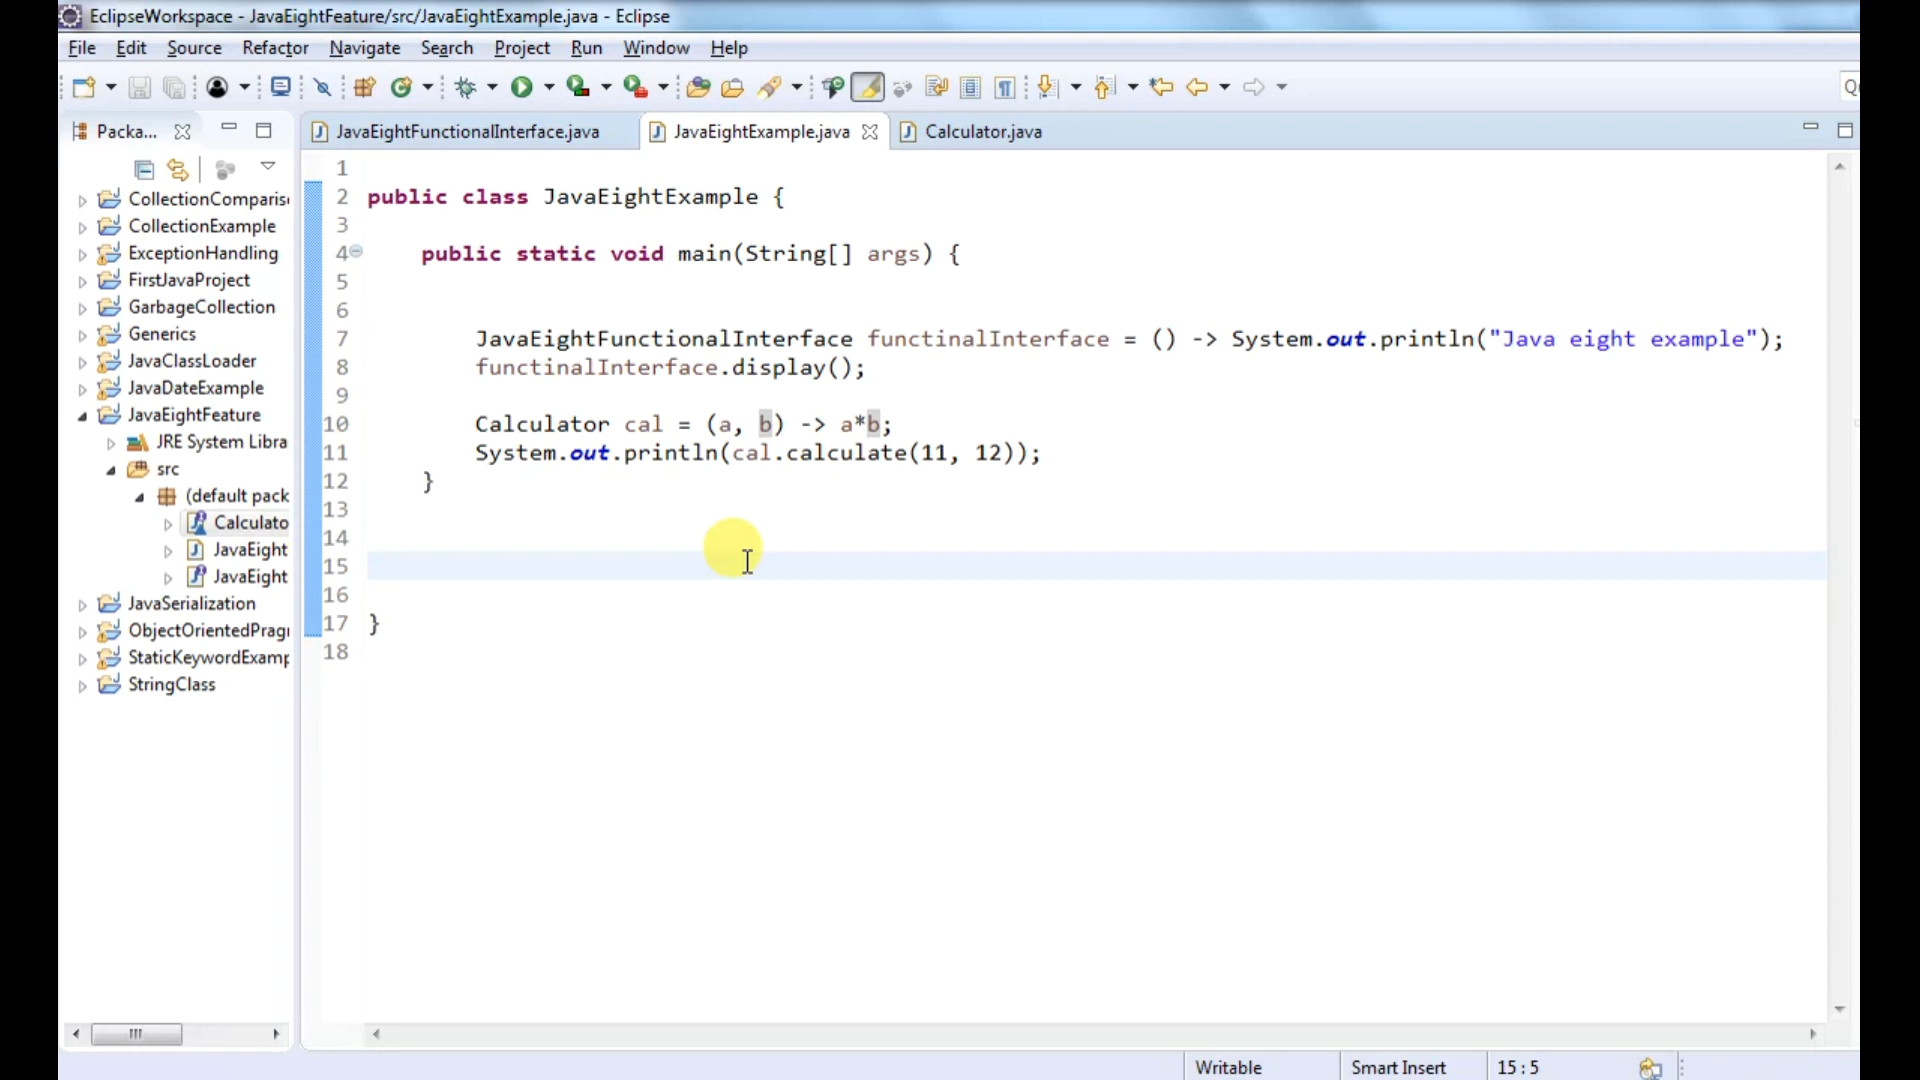 EclipseWorkspace - JavaEightFeature/src/JavaEightExample.java - Eclipse
File Edit Source Refactor Navigate Search Project Run Window Help
Packa...
JavaEightFunctionalInterface.java JavaEightExample.java Calculator.java
CollectionComparis
CollectionExample
ExceptionHandling
FirstJavaProject
GarbageCollection
Generics
JavaClassLoader
JavaDateExample
JavaEightFeature
JRE System Libra
src
(default pack
Calculato
JavaEight
JavaEight
JavaSerialization
ObjectOrientedPragr
StaticKeywordExamp
StringClass
1
2 public class JavaEightExample {
3
4 public static void main(String[] args) {
5
6
7 JavaEightFunctionalInterface functinalInterface = () -> System.out.println("Java eight example");
8 functinalInterface.display();
9
10 Calculator cal = (a, b) -> a*b;
11 System.out.println(cal.calculate(11, 12));
12 }
13
14
15
16
17 }
18
Writable Smart Insert 15 : 5